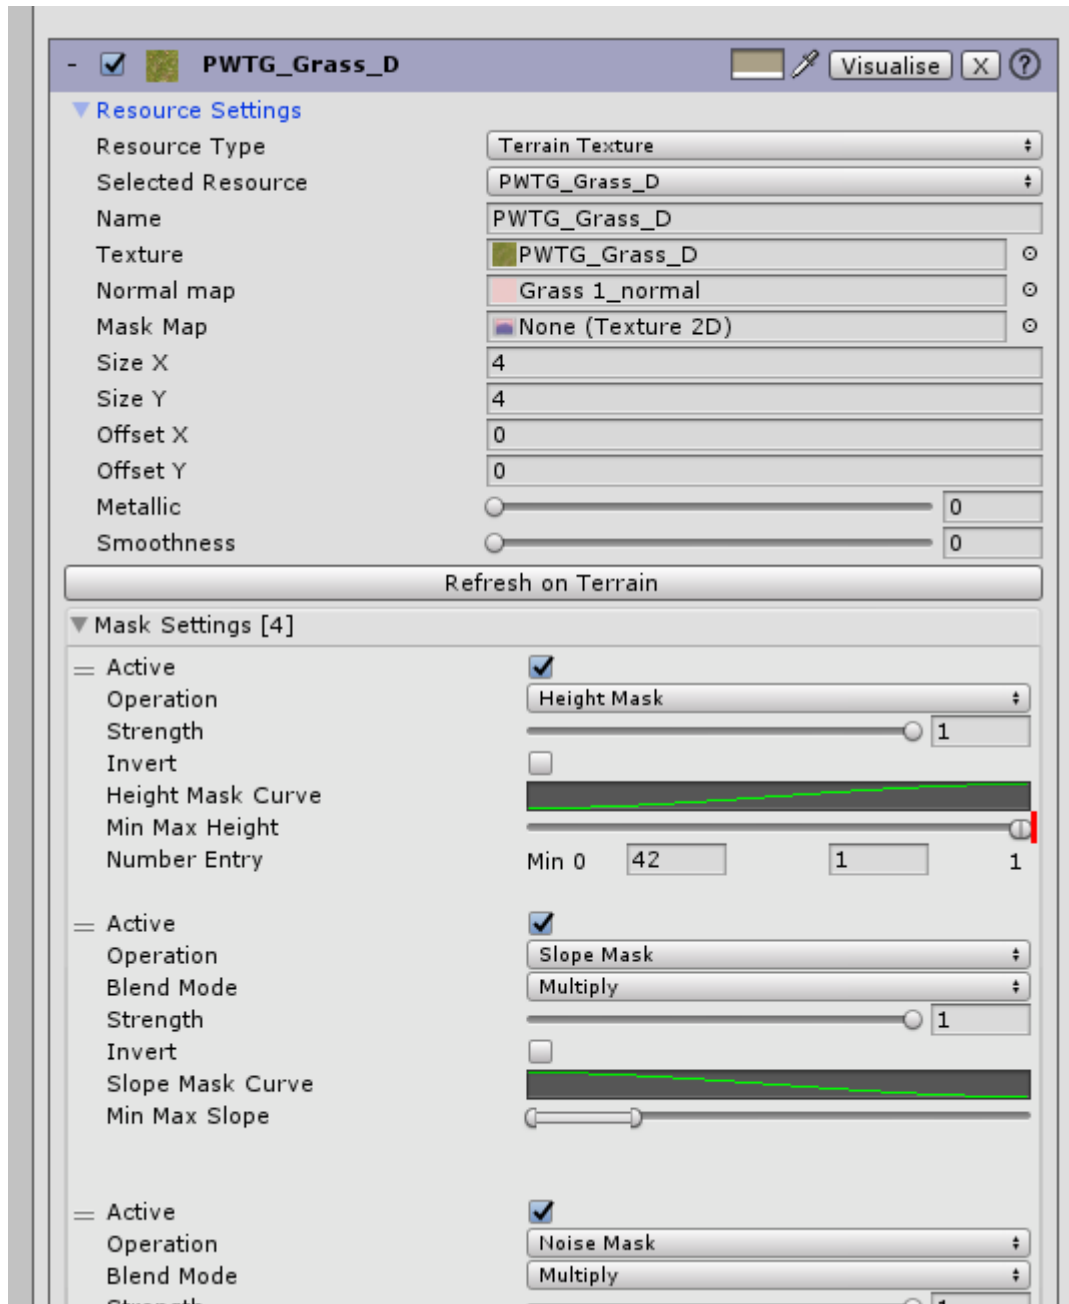 - PWTG_Grass_D Visualise X ?
Resource Settings
Resource Type Terrain Texture
Selected Resource PWTG_Grass_D
Name PWTG_Grass_D
Texture PWTG_Grass_D
Normal map Grass 1_normal
Mask Map None (Texture 2D)
Size X 4
Size Y 4
Offset X 0
Offset Y 0
Metallic 0
Smoothness 0
Refresh on Terrain
Mask Settings [4]
Active
Operation Height Mask
Strength 1
Invert
Height Mask Curve
Min Max Height
Number Entry Min 0 42 1 1
Active
Operation Slope Mask
Blend Mode Multiply
Strength 1
Invert
Slope Mask Curve
Min Max Slope
Active
Operation Noise Mask
Blend Mode Multiply
Strength 1